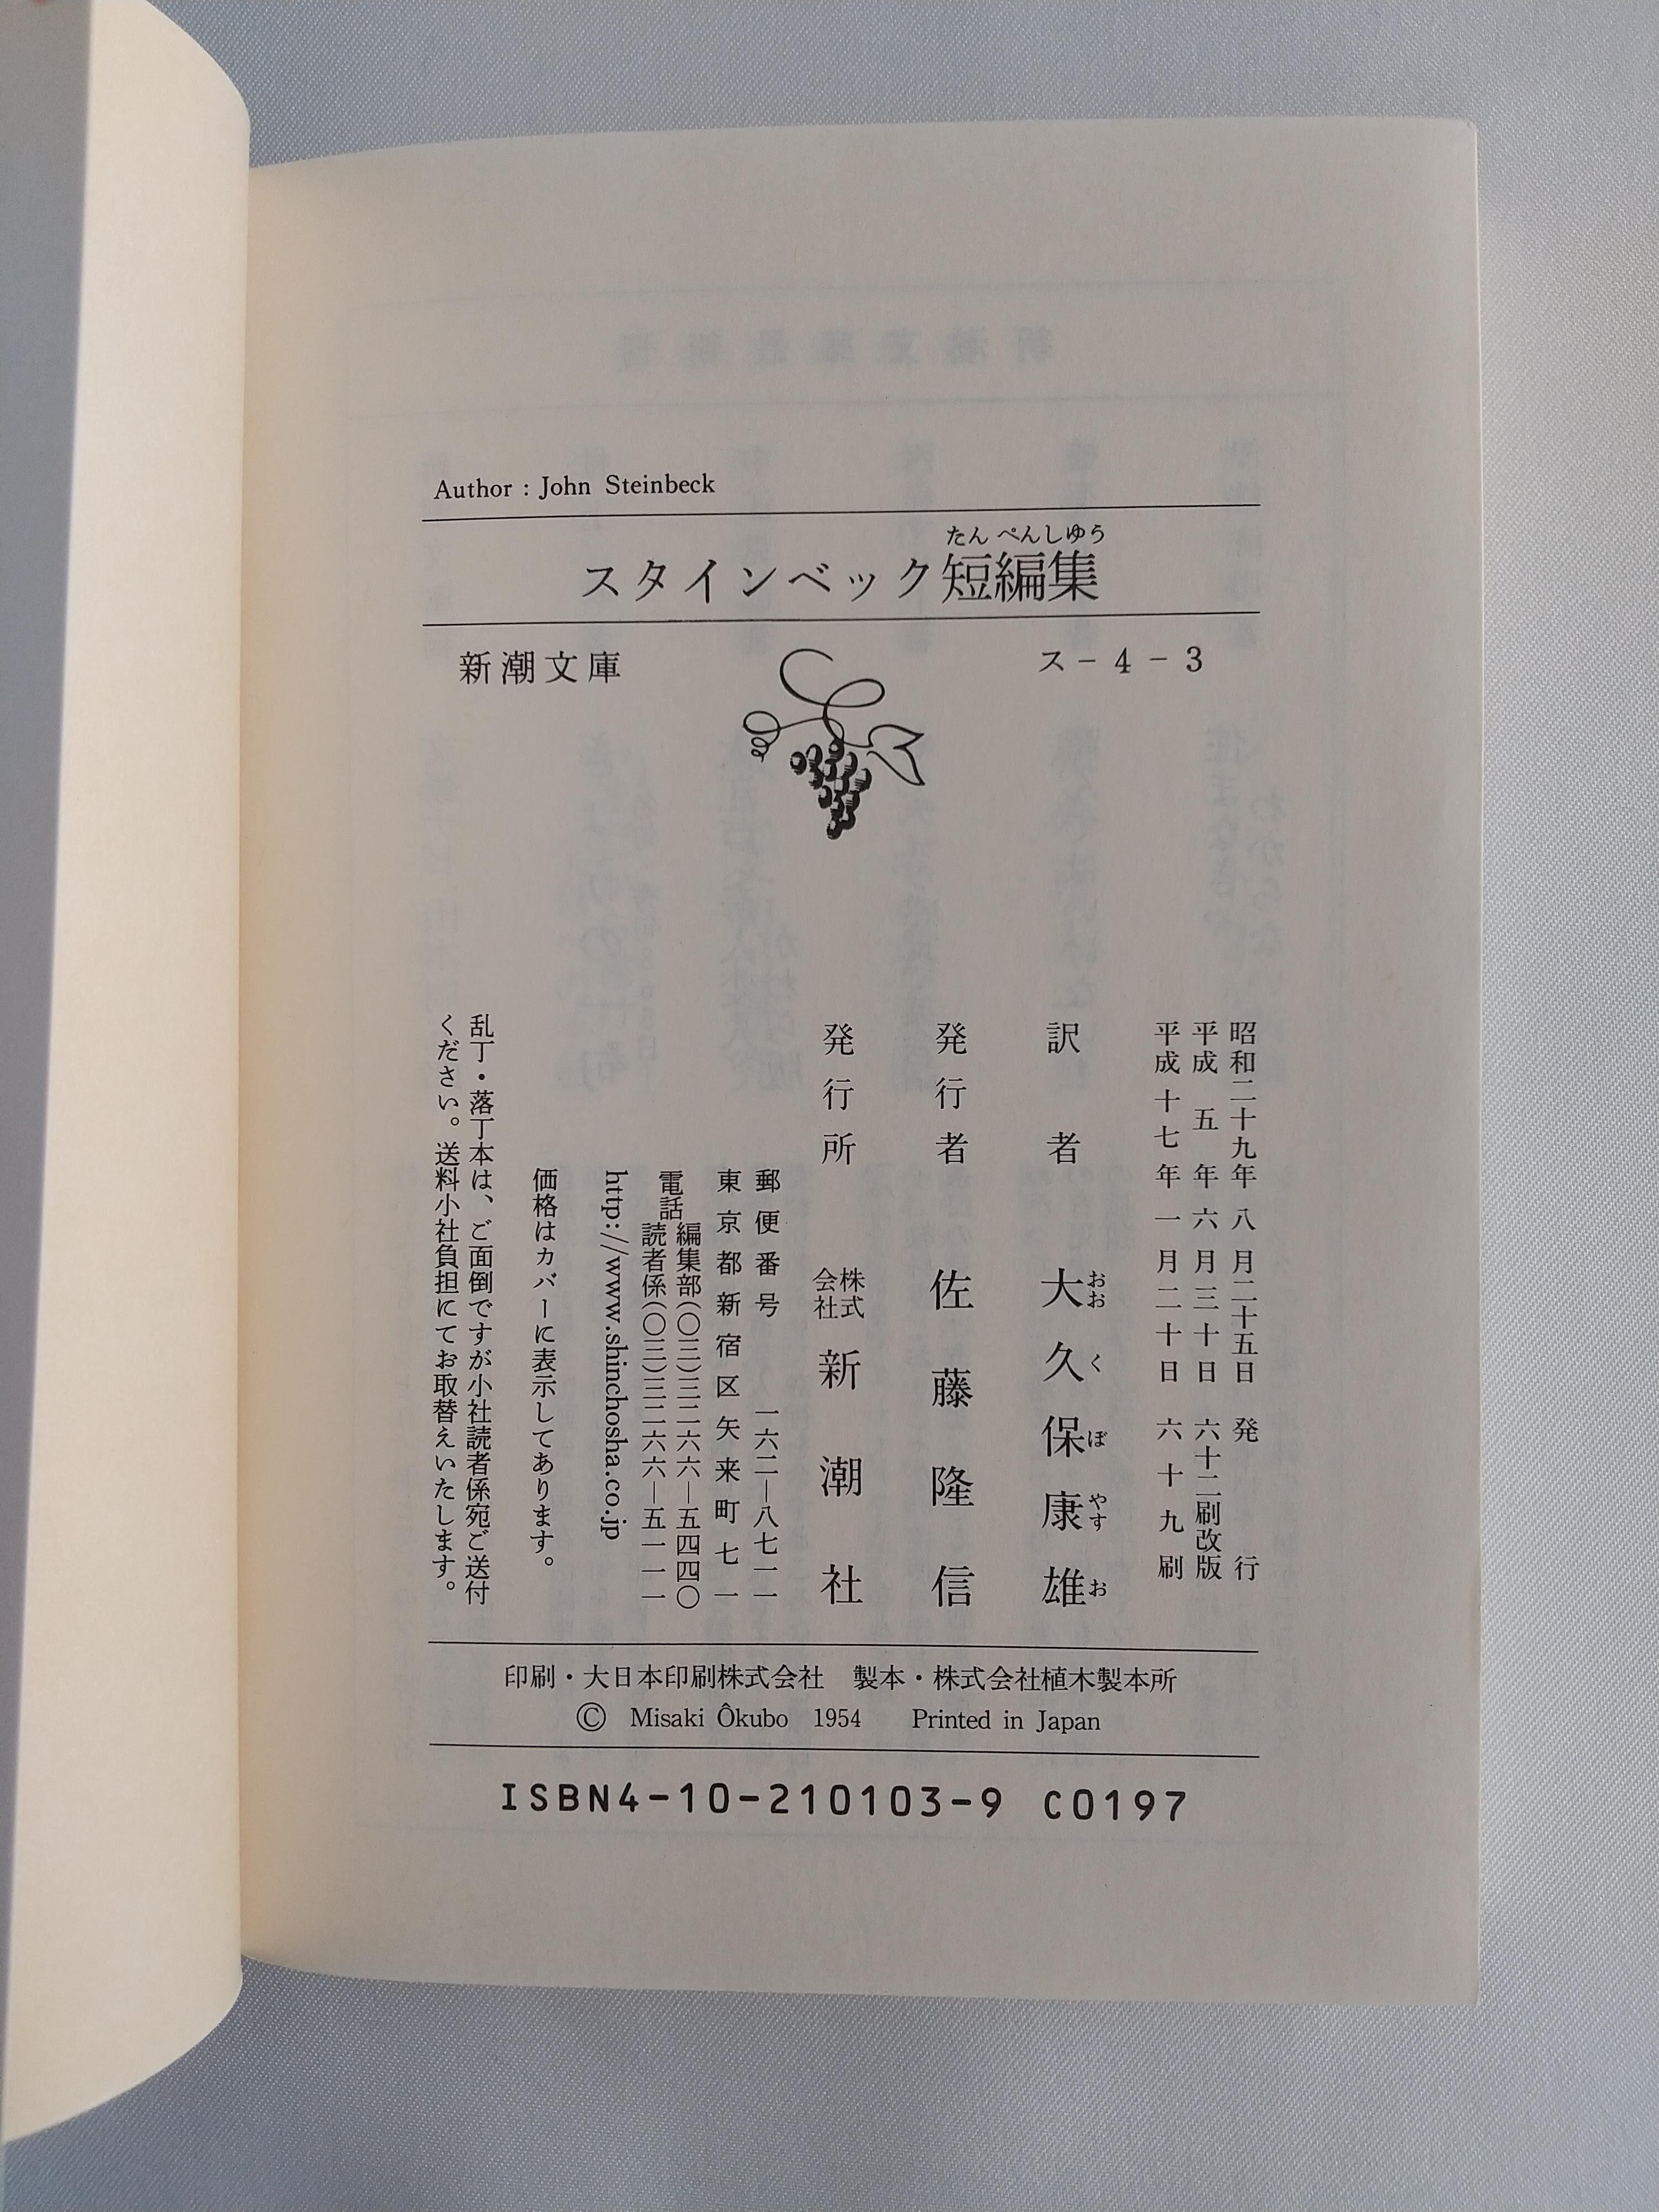 Author : John Steinbeck
たんぺんしゆう
スタインベック短編集
新潮文庫
ス-4-3
昭和二十九年八月二十五日発行
平成五年六月三十日六十二刷改版
平成十七年一月二十日六十九刷
訳者 大久保康雄
おおくぼやすお
発行者 佐藤隆信
発行所 株式会社 新潮社
郵便番号 一六二―八七一一
東京都新宿区矢来町七一
電話 編集部(〇三)三二六六―五四四〇
読者係(〇三)三二六六―五一一一
http://www.shinchosha.co.jp
価格はカバーに表示してあります。
乱丁・落丁本は、ご面倒ですが小社読者係宛ご送付
ください。送料小社負担にてお取替えいたします。
印刷・大日本印刷株式会社 製本・株式会社植木製本所
© Misaki Ôkubo 1954 Printed in Japan
ISBN4-10-210103-9 C0197